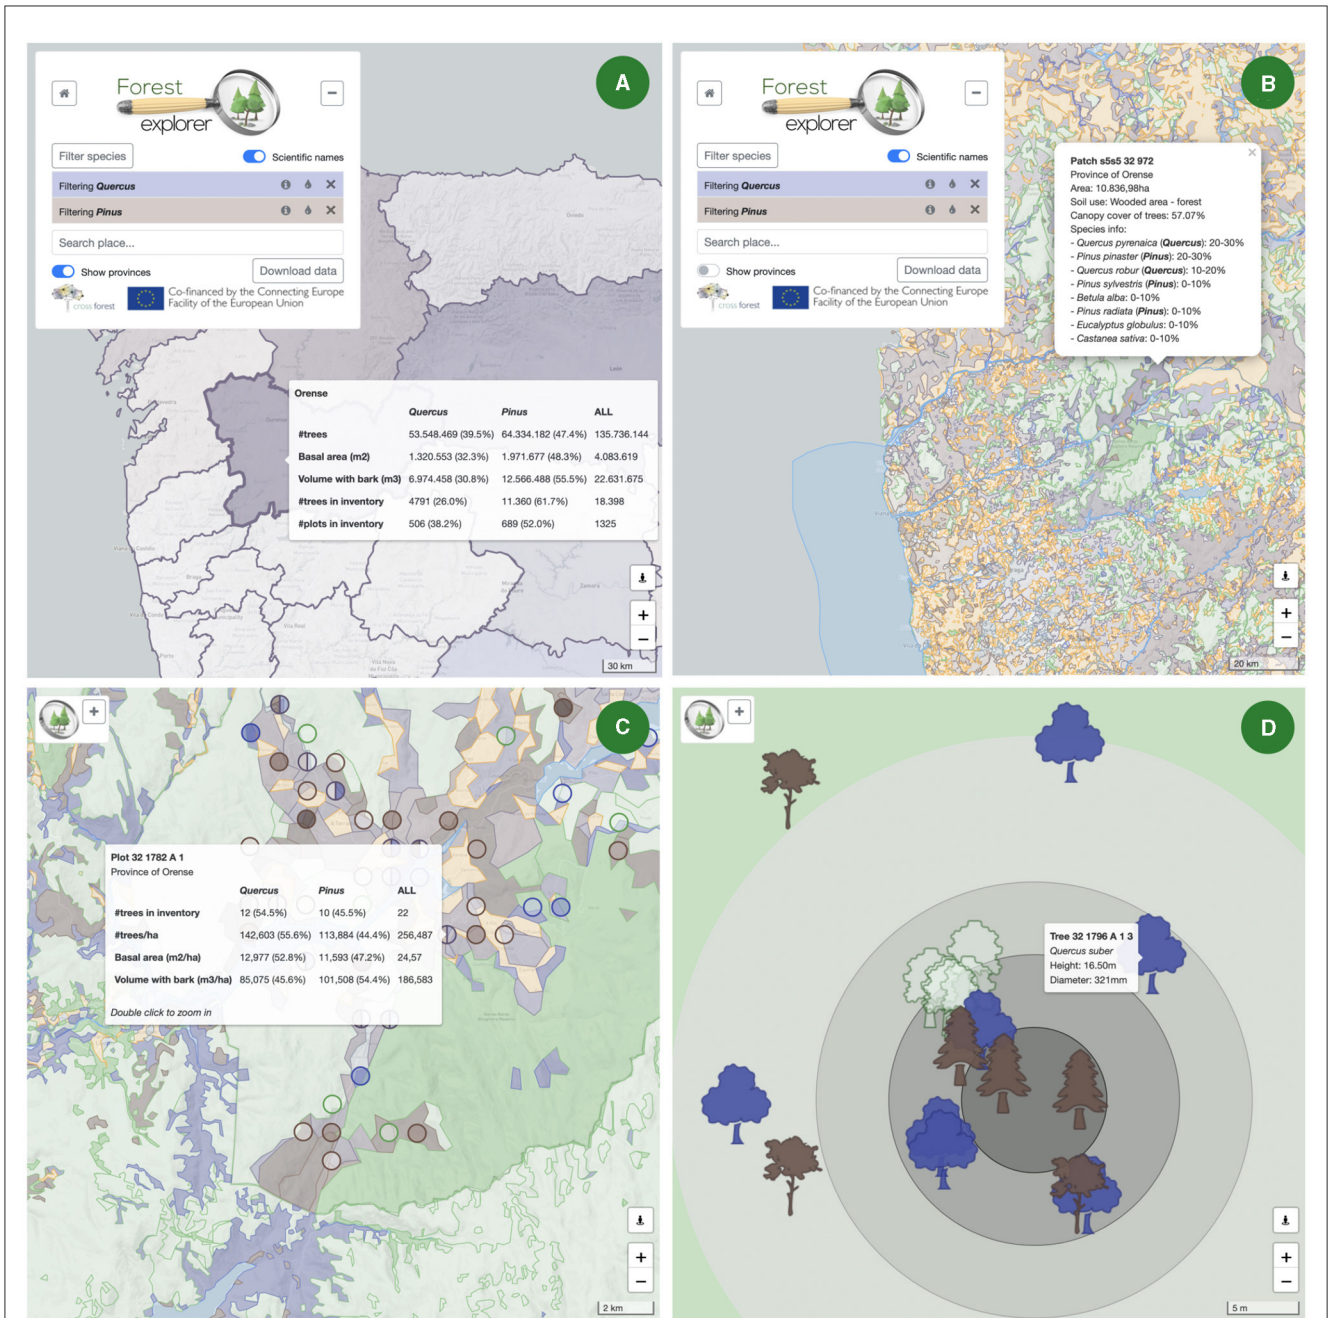 A
Forest
explorer
Filter species
Scientific names
Filtering Quercus
Filtering Pinus
Search place...
Show provinces
Download data
cross forest
Co-financed by the Connecting Europe
Facility of the European Union
Oviedo
León
Orense
Quercus Pinus ALL
#trees 53.548.469 (39.5%) 64.334.182 (47.4%) 135.736.144
Basal area (m2) 1.320.553 (32.3%) 1.971.677 (48.3%) 4.083.619
Volume with bark (m3) 6.974.458 (30.8%) 12.566.488 (55.5%) 22.631.675
#trees in inventory 4791 (26.0%) 11.360 (61.7%) 18.398
#plots in inventory 506 (38.2%) 689 (52.0%) 1325
Braga
Zamora
Vila Real
Porto
+
−
30 km
B
Forest
explorer
Filter species
Scientific names
Filtering Quercus
Filtering Pinus
Search place...
Show provinces
Download data
cross forest
Co-financed by the Connecting Europe
Facility of the European Union
Patch s5s5 32 972
Province of Orense
Area: 10.836,98ha
Soil use: Wooded area - forest
Canopy cover of trees: 57.07%
Species info:
- Quercus pyrenaica (Quercus): 20-30%
- Pinus pinaster (Pinus): 20-30%
- Quercus robur (Quercus): 10-20%
- Pinus sylvestris (Pinus): 0-10%
- Betula alba: 0-10%
- Pinus radiata (Pinus): 0-10%
- Eucalyptus globulus: 0-10%
- Castanea sativa: 0-10%
+
−
20 km
C
+
Plot 32 1782 A 1
Province of Orense
Quercus Pinus ALL
#trees in inventory 12 (54.5%) 10 (45.5%) 22
#trees/ha 142,603 (55.6%) 113,884 (44.4%) 256,487
Basal area (m2/ha) 12,977 (52.8%) 11,593 (47.2%) 24,57
Volume with bark (m3/ha) 85,075 (45.6%) 101,508 (54.4%) 186,583
Double click to zoom in
+
−
2 km
D
+
Tree 32 1796 A 1 3
Quercus suber
Height: 16.50m
Diameter: 321mm
+
−
5 m